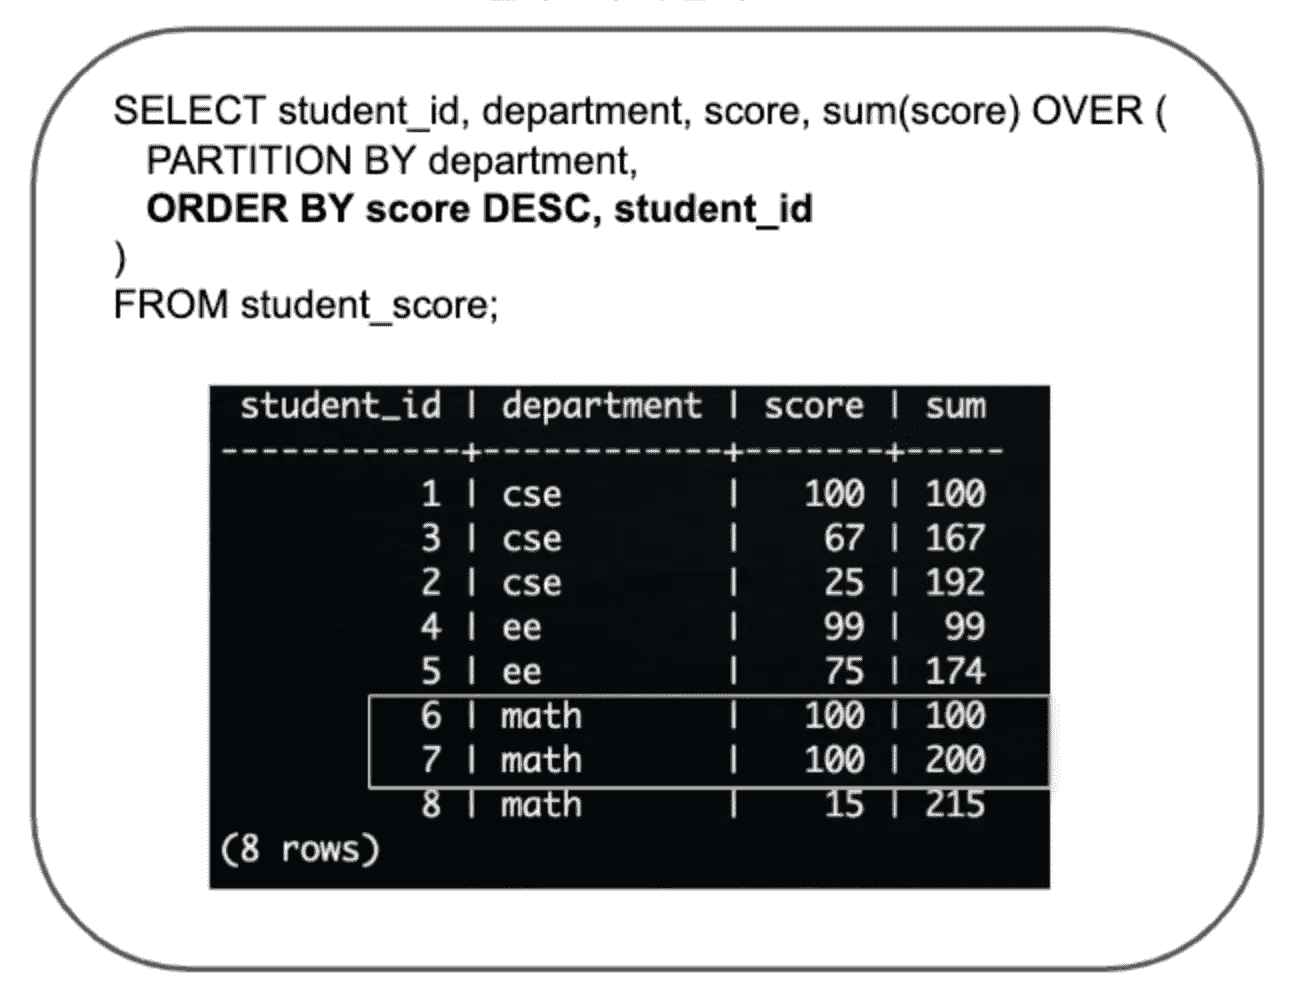 SELECT student_id, department, score, sum(score) OVER (
PARTITION BY department,
ORDER BY score DESC, student_id
)
FROM student_score;
student_id | department | score | sum
------------+------------+-------+-----
1 | cse | 100 | 100
3 | cse | 67 | 167
2 | cse | 25 | 192
4 | ee | 99 | 99
5 | ee | 75 | 174
6 | math | 100 | 100
7 | math | 100 | 200
8 | math | 15 | 215
(8 rows)